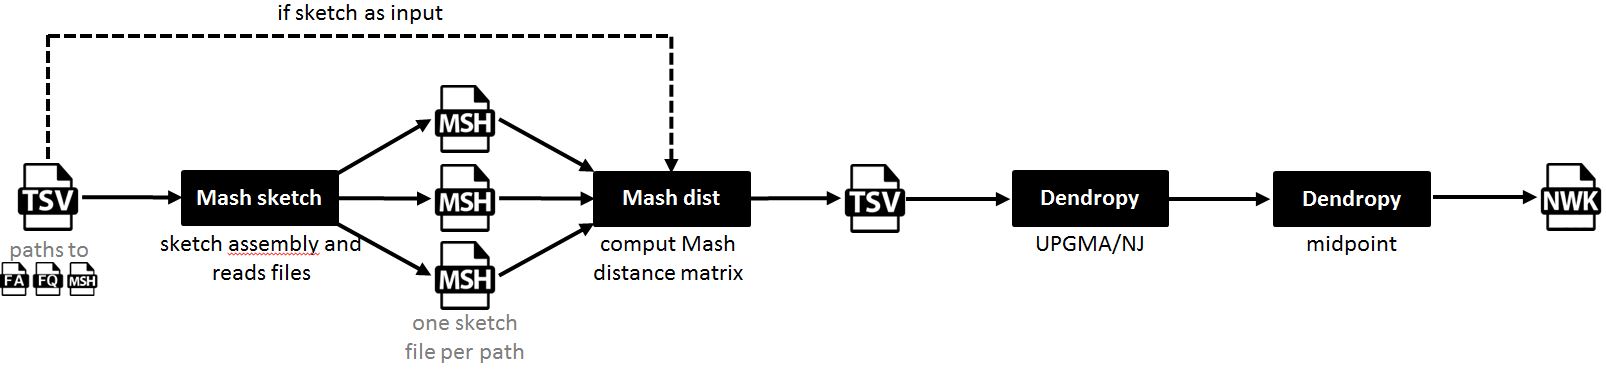 if sketch as input
TSV
paths to
FA FQ MSH
Mash sketch
sketch assembly and
reads files
MSH
MSH
MSH
one sketch
file per path
Mash dist
comput Mash
distance matrix
TSV
Dendropy
UPGMA/NJ
Dendropy
midpoint
NWK